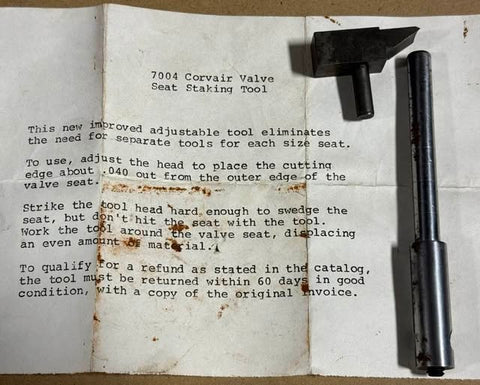 7004 Corvair Valve
Seat Staking Tool
This new improved adjustable tool eliminates
the need for separate tools for each size seat.
To use, adjust the head to place the cutting
edge about .040 out from the outer edge of the
valve seat.
Strike the tool head hard enough to swedge the
seat, but don't hit the seat with the tool.
Work the tool around the valve seat, displacing
an even amount of material.
To qualify for a refund as stated in the catalog,
the tool must be returned within 60 days in good
condition, with a copy of the original invoice.